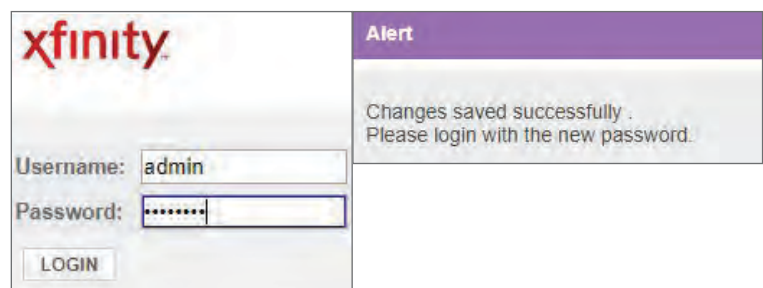 xfinity
Username: admin
Password: ••••••••
LOGIN
Alert
Changes saved successfully .
Please login with the new password.